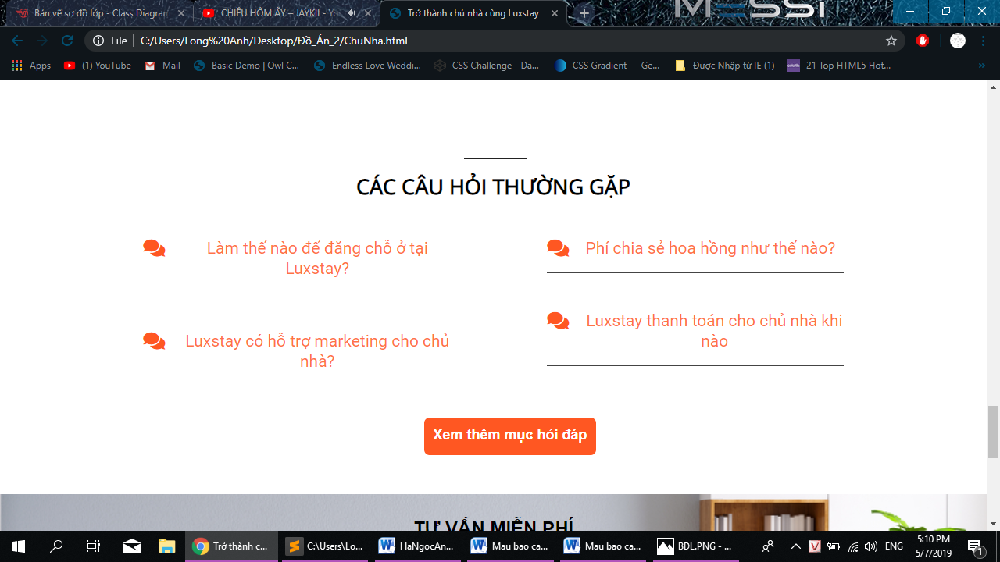 MESSI
Bản vẽ sơ đồ lớp - Class Diagram
CHIỀU HÔM ẤY – JAYKII - Yo
Trở thành chủ nhà cùng Luxstay
File
C:/Users/Long%20Anh/Desktop/Đồ_Án_2/ChuNha.html
Apps
(1) YouTube
Mail
Basic Demo | Owl C...
Endless Love Weddi...
CSS Challenge - Da...
CSS Gradient — Ge...
Được Nhập từ IE (1)
21 Top HTML5 Hot...
CÁC CÂU HỎI THƯỜNG GẶP
Làm thế nào để đăng chỗ ở tại
Luxstay?
Luxstay có hỗ trợ marketing cho chủ
nhà?
Phí chia sẻ hoa hồng như thế nào?
Luxstay thanh toán cho chủ nhà khi
nào
Xem thêm mục hỏi đáp
TƯ VẤN MIỄN PHÍ
Trở thành c...
C:\Users\Lo...
HaNgocAn...
Mau bao ca...
Mau bao ca...
BĐL.PNG - ...
V
ENG
5:10 PM
5/7/2019
1